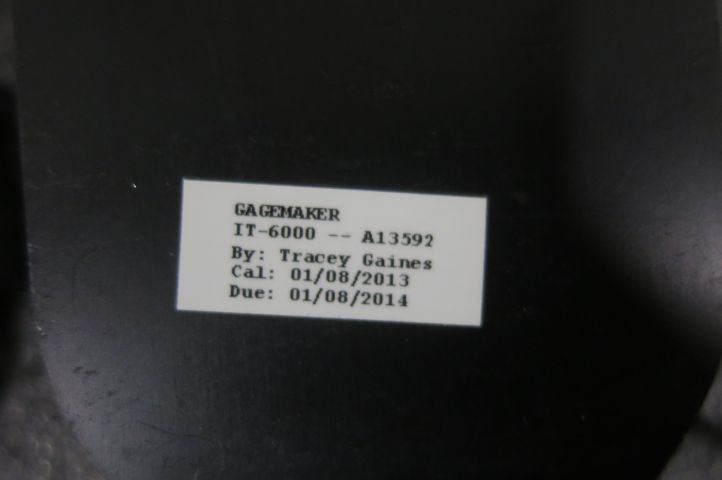 GAGEMAKER
IT-6000 -- A13592
By: Tracey Gaines
Cal: 01/08/2013
Due: 01/08/2014